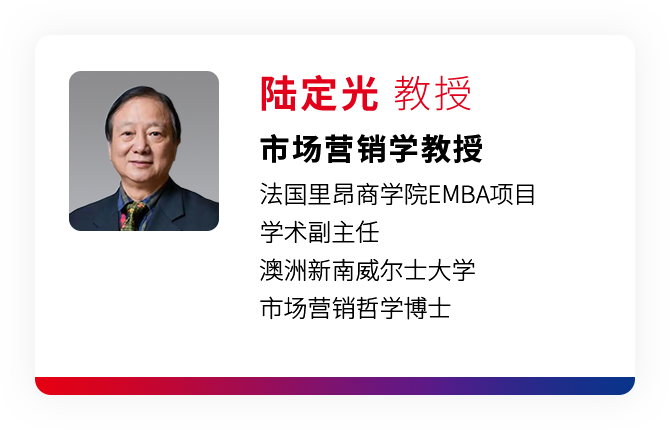 陆定光 教授
市场营销学教授
法国里昂商学院EMBA项目
学术副主任
澳洲新南威尔士大学
市场营销哲学博士